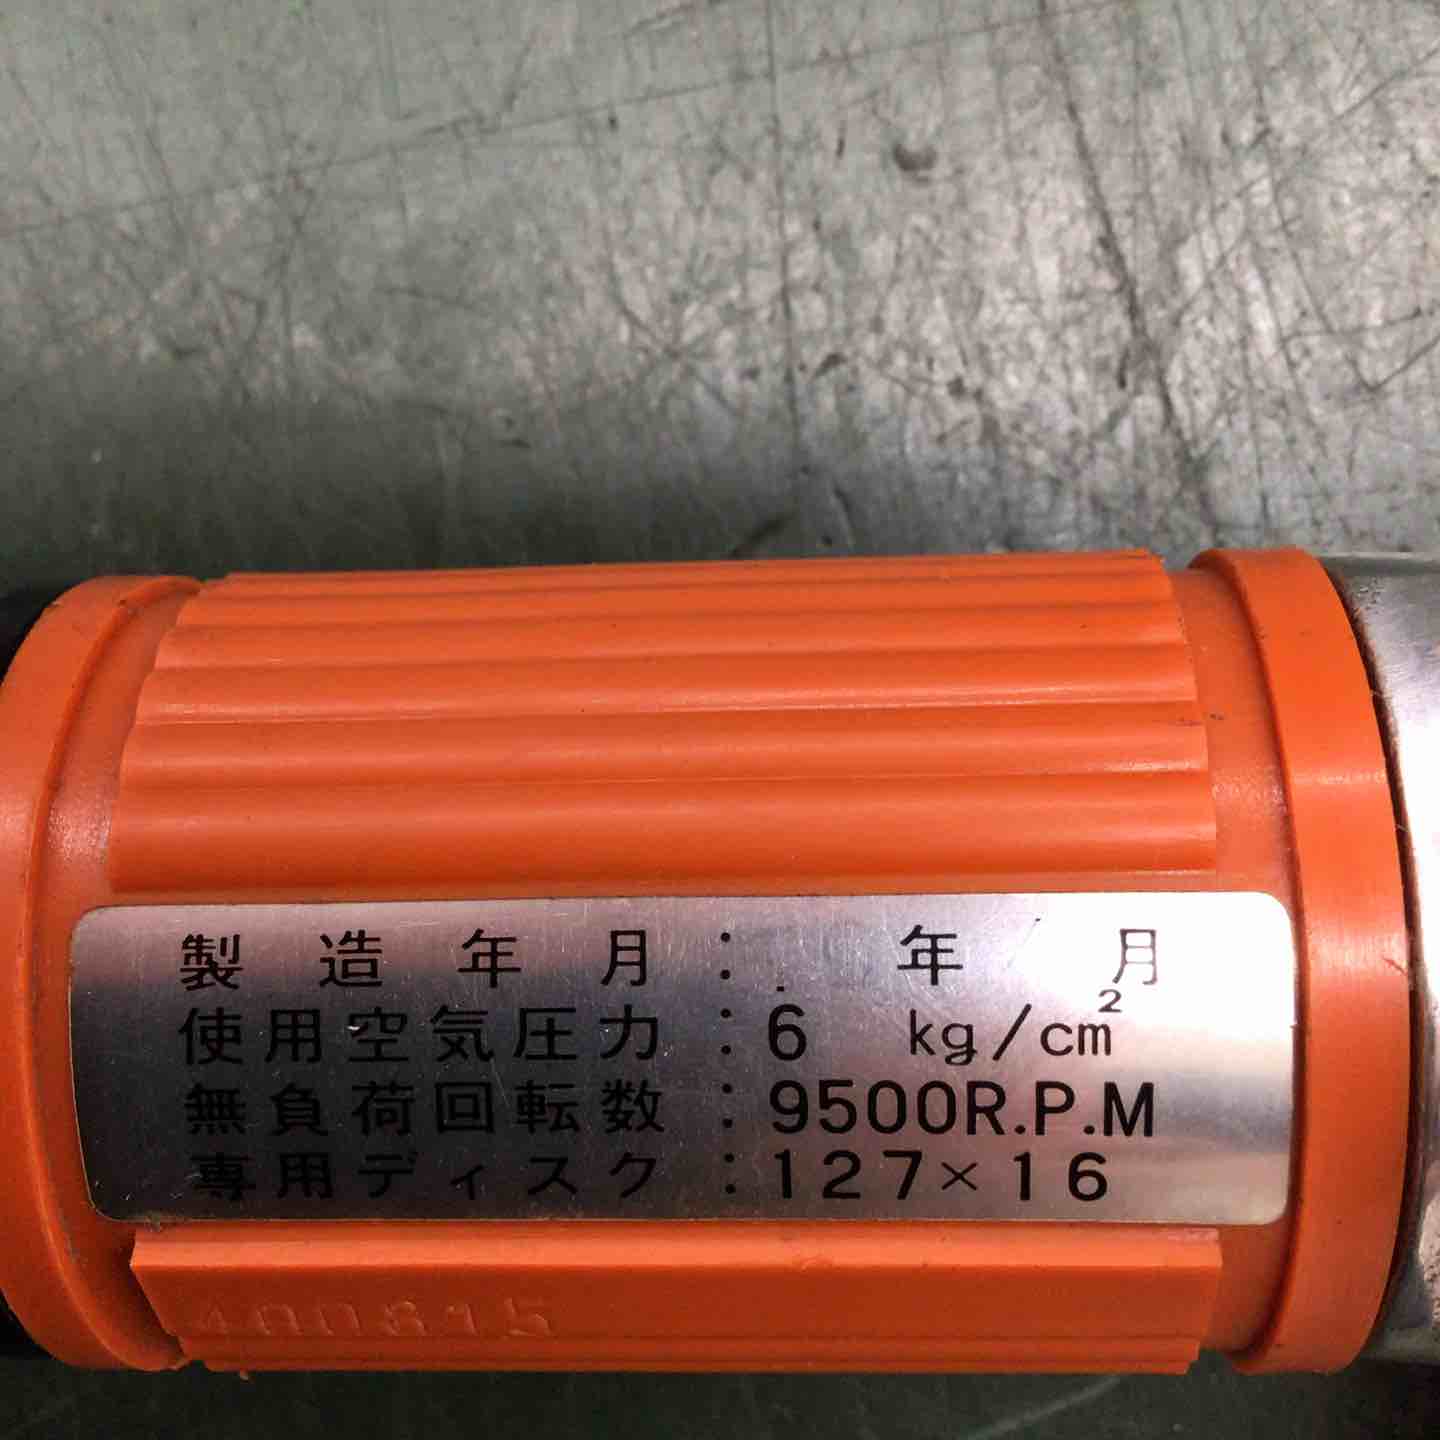 製造年月： 年 月
使用空気圧力：6 kg/cm²
無負荷回転数：9500R.P.M
専用ディスク：127×16
400815